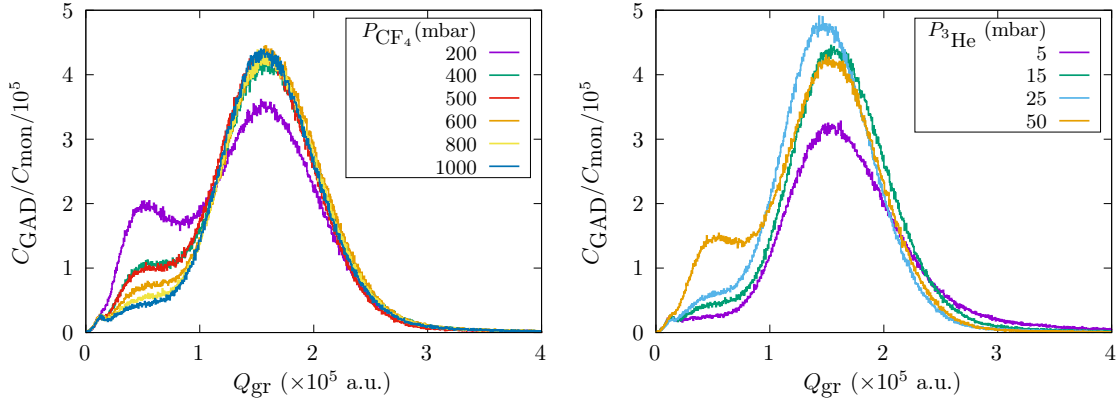 C_GAD/C_mon/10^5
5
4
3
2
1
0
P_CF₄(mbar)
200
400
500
600
800
1000
0 1 2 3 4
Q_gr (×10^5 a.u.)
C_GAD/C_mon/10^5
5
4
3
2
1
0
P_³He (mbar)
5
15
25
50
0 1 2 3 4
Q_gr (×10^5 a.u.)